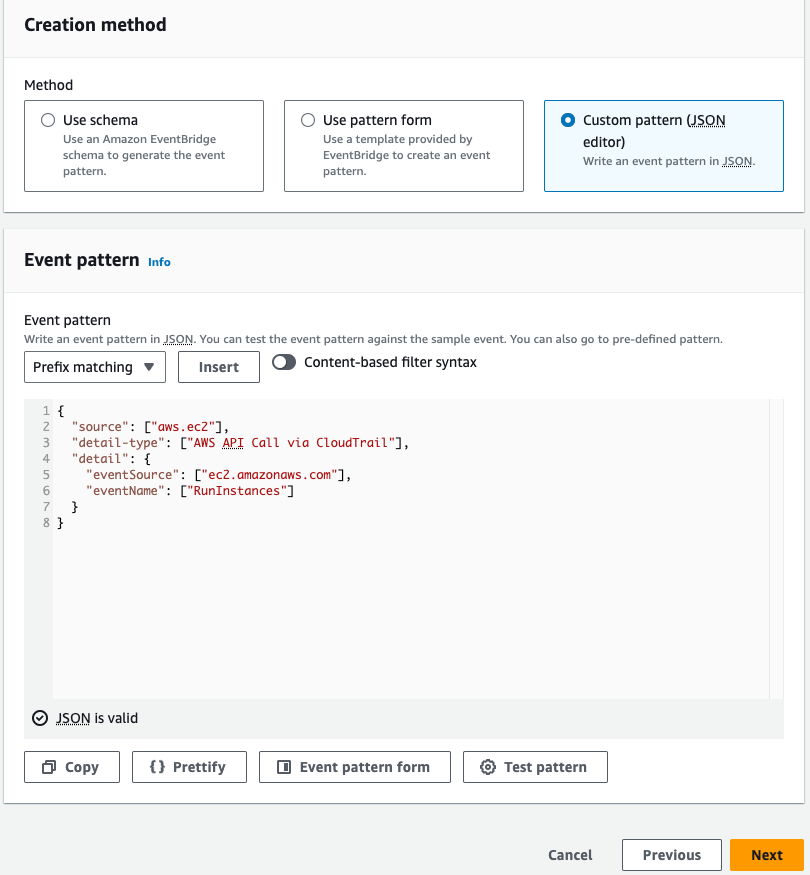 Creation method
Method
Use schema
Use an Amazon EventBridge
schema to generate the event
pattern.
Use pattern form
Use a template provided by
EventBridge to create an event
pattern.
Custom pattern (JSON
editor)
Write an event pattern in JSON.
Event pattern Info
Event pattern
Write an event pattern in JSON. You can test the event pattern against the sample event. You can also go to pre-defined pattern.
Prefix matching Insert Content-based filter syntax
1 {
2 "source": ["aws.ec2"],
3 "detail-type": ["AWS API Call via CloudTrail"],
4 "detail": {
5 "eventSource": ["ec2.amazonaws.com"],
6 "eventName": ["RunInstances"]
7 }
8 }
JSON is valid
Copy {} Prettify Event pattern form Test pattern
Cancel Previous Next